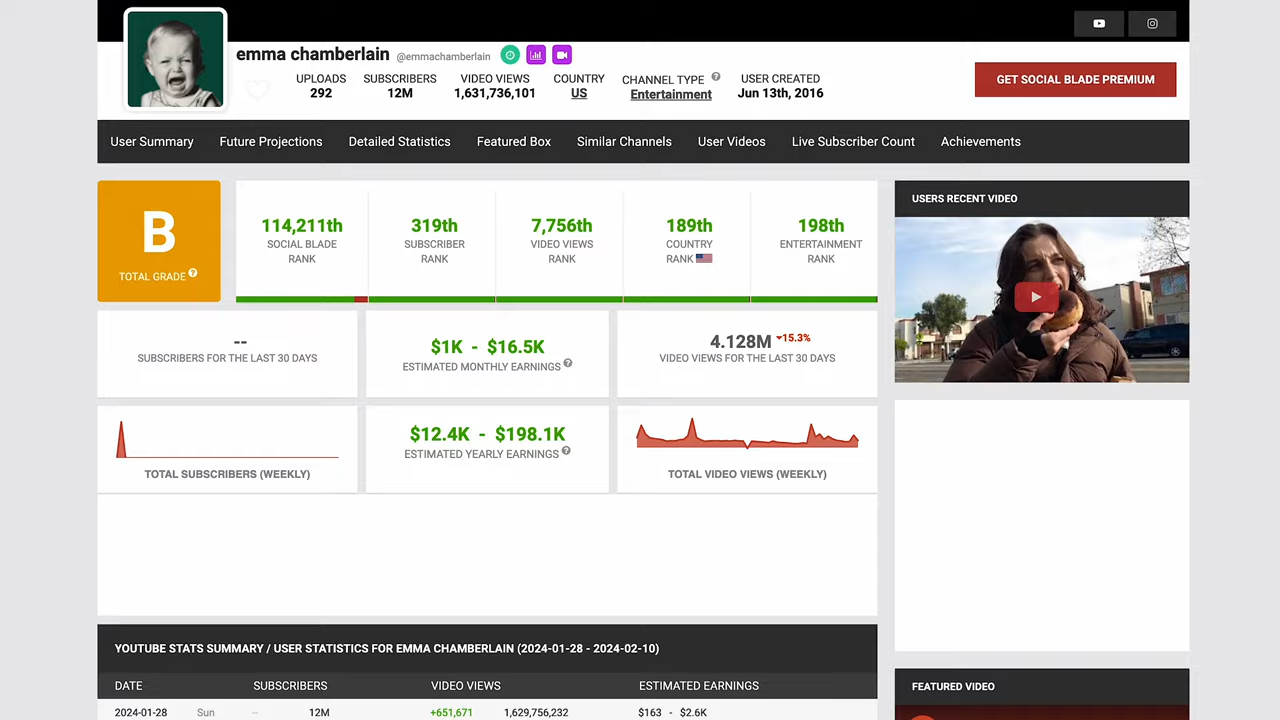 emma chamberlain @emmachamberlain
UPLOADS SUBSCRIBERS VIDEO VIEWS COUNTRY CHANNEL TYPE ? USER CREATED
292 12M 1,631,736,101 US Entertainment Jun 13th, 2016
GET SOCIAL BLADE PREMIUM
User Summary Future Projections Detailed Statistics Featured Box Similar Channels User Videos Live Subscriber Count Achievements
B
TOTAL GRADE ?
114,211th 319th 7,756th 189th 198th
SOCIAL BLADE SUBSCRIBER VIDEO VIEWS COUNTRY ENTERTAINMENT
RANK RANK RANK RANK RANK
USERS RECENT VIDEO
--
SUBSCRIBERS FOR THE LAST 30 DAYS
$1K - $16.5K
ESTIMATED MONTHLY EARNINGS ?
4.128M 15.3%
VIDEO VIEWS FOR THE LAST 30 DAYS
TOTAL SUBSCRIBERS (WEEKLY)
$12.4K - $198.1K
ESTIMATED YEARLY EARNINGS ?
TOTAL VIDEO VIEWS (WEEKLY)
YOUTUBE STATS SUMMARY / USER STATISTICS FOR EMMA CHAMBERLAIN (2024-01-28 - 2024-02-10)
DATE SUBSCRIBERS VIDEO VIEWS ESTIMATED EARNINGS
2024-01-28 Sun -- 12M +651,671 1,629,756,232 $163 - $2.6K
FEATURED VIDEO